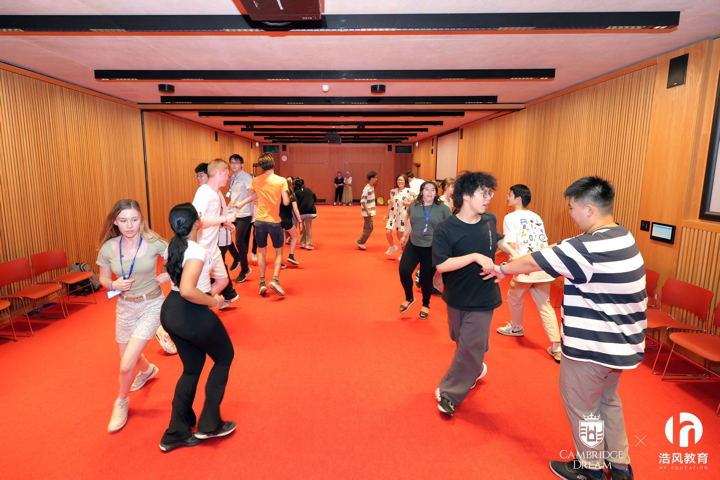 CAMBRIDGE
DREAM
×
浩风教育
HF EDUCATION